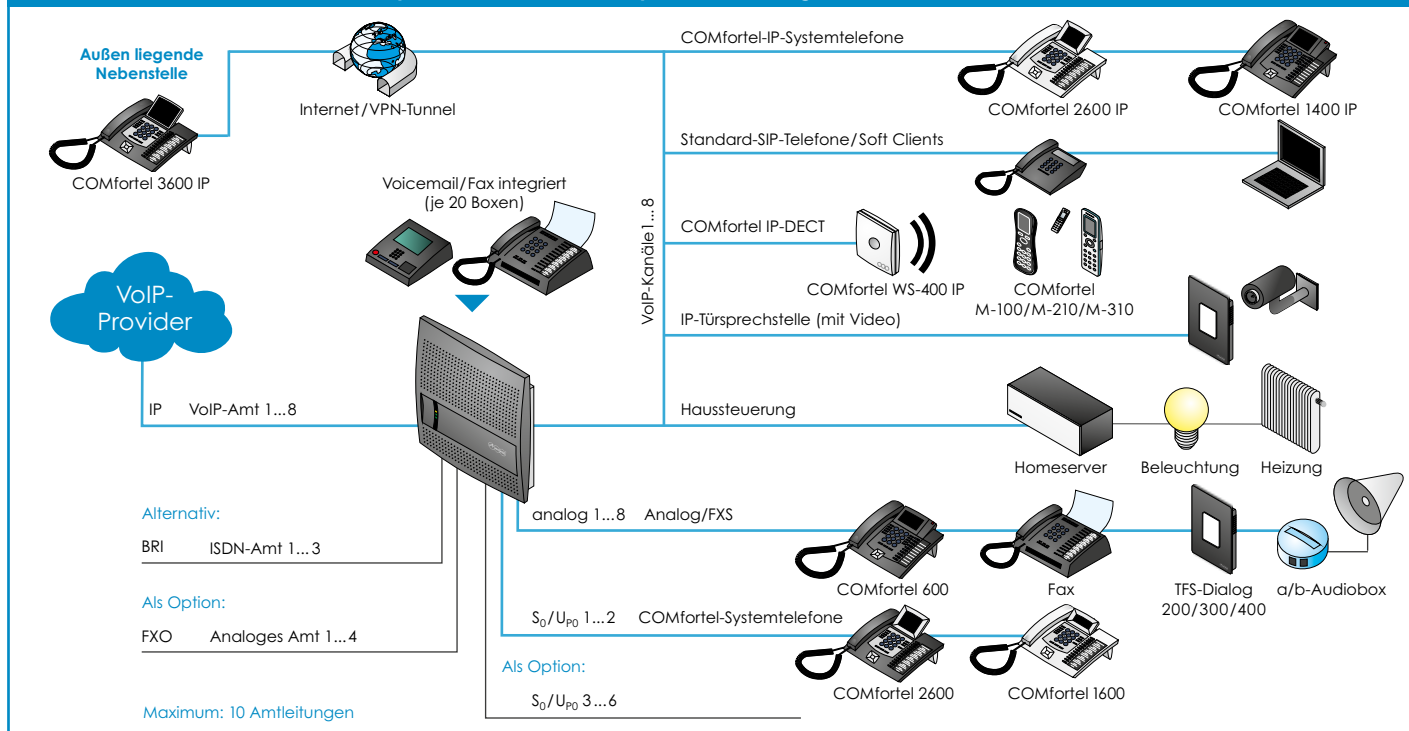 Außen liegende
Nebenstelle
COMfortel 3600 IP
Internet/VPN-Tunnel
Voicemail/Fax integriert
(je 20 Boxen)
VoIP-
Provider
IP VoIP-Amt 1...8
Alternativ:
BRI ISDN-Amt 1...3
Als Option:
FXO Analoges Amt 1...4
Maximum: 10 Amtleitungen
VoIP-Kanäle 1...8
COMfortel-IP-Systemtelefone
COMfortel 2600 IP
COMfortel 1400 IP
Standard-SIP-Telefone/Soft Clients
COMfortel IP-DECT
COMfortel WS-400 IP
COMfortel
M-100/M-210/M-310
IP-Türsprechstelle (mit Video)
Haussteuerung
Homeserver
Beleuchtung
Heizung
analog 1...8 Analog/FXS
COMfortel 600
Fax
TFS-Dialog
200/300/400
a/b-Audiobox
S0/UP0 1...2 COMfortel-Systemtelefone
COMfortel 2600
COMfortel 1600
Als Option:
S0/UP0 3...6